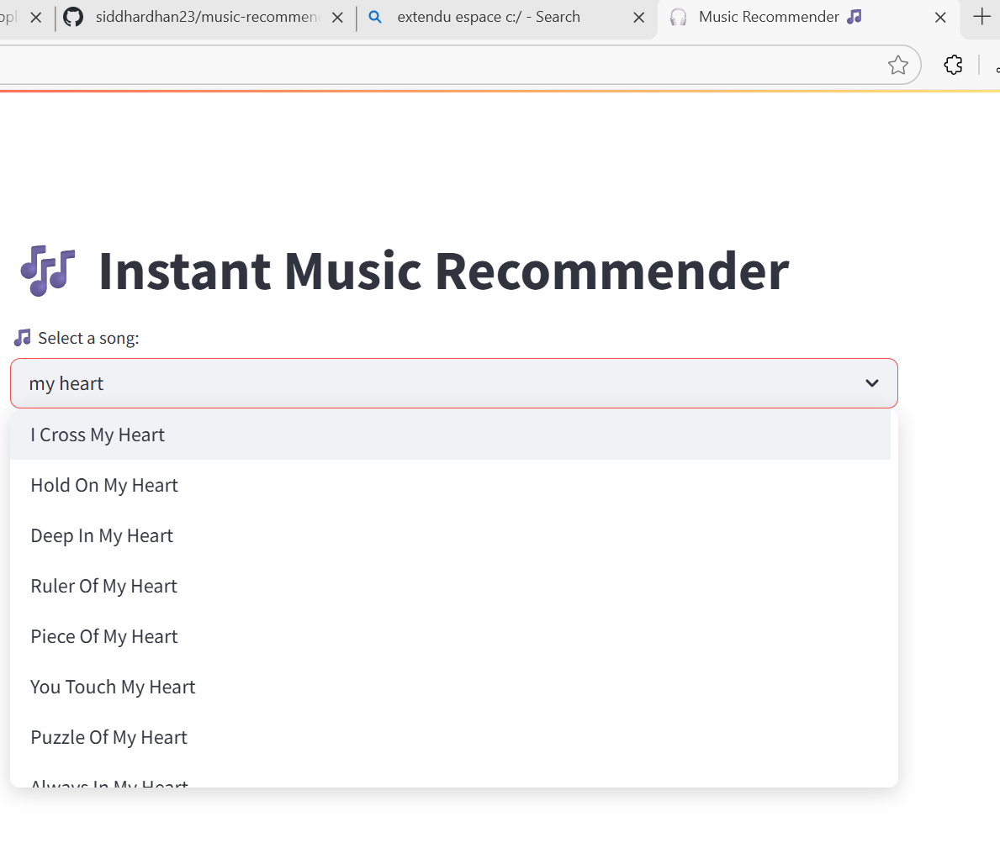 siddhardhan23/music-recommen
extendu espace c:/ - Search
Music Recommender
Instant Music Recommender
Select a song:
my heart
I Cross My Heart
Hold On My Heart
Deep In My Heart
Ruler Of My Heart
Piece Of My Heart
You Touch My Heart
Puzzle Of My Heart
Always In My Heart